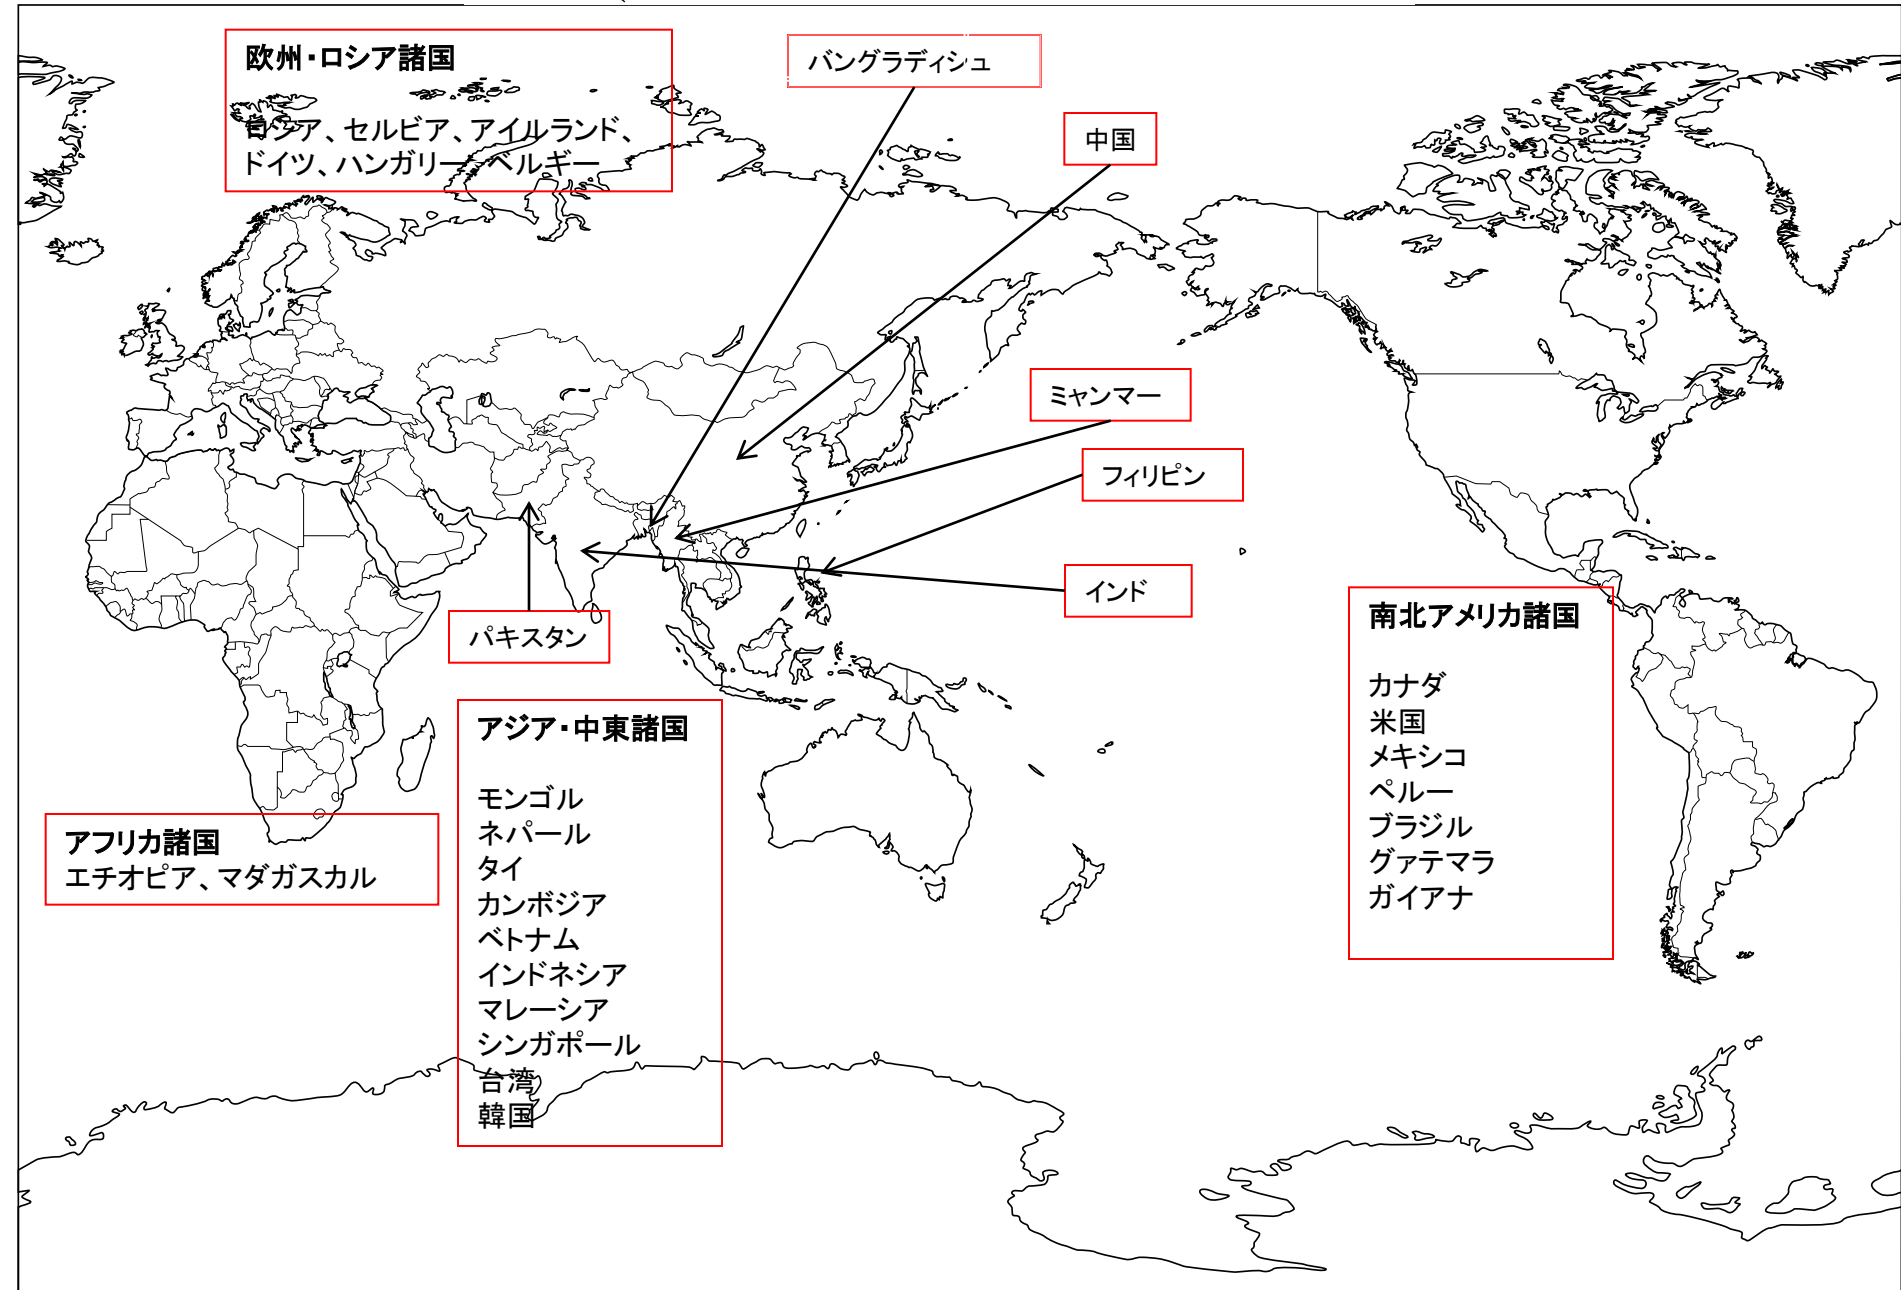 欧州・ロシア諸国
ロシア、セルビア、アイルランド、
ドイツ、ハンガリー、ベルギー
バングラディシュ
中国
ミャンマー
フィリピン
インド
パキスタン
アジア・中東諸国
モンゴル
ネパール
タイ
カンボジア
ベトナム
インドネシア
マレーシア
シンガポール
台湾
韓国
アフリカ諸国
エチオピア、マダガスカル
南北アメリカ諸国
カナダ
米国
メキシコ
ペルー
ブラジル
グァテマラ
ガイアナ